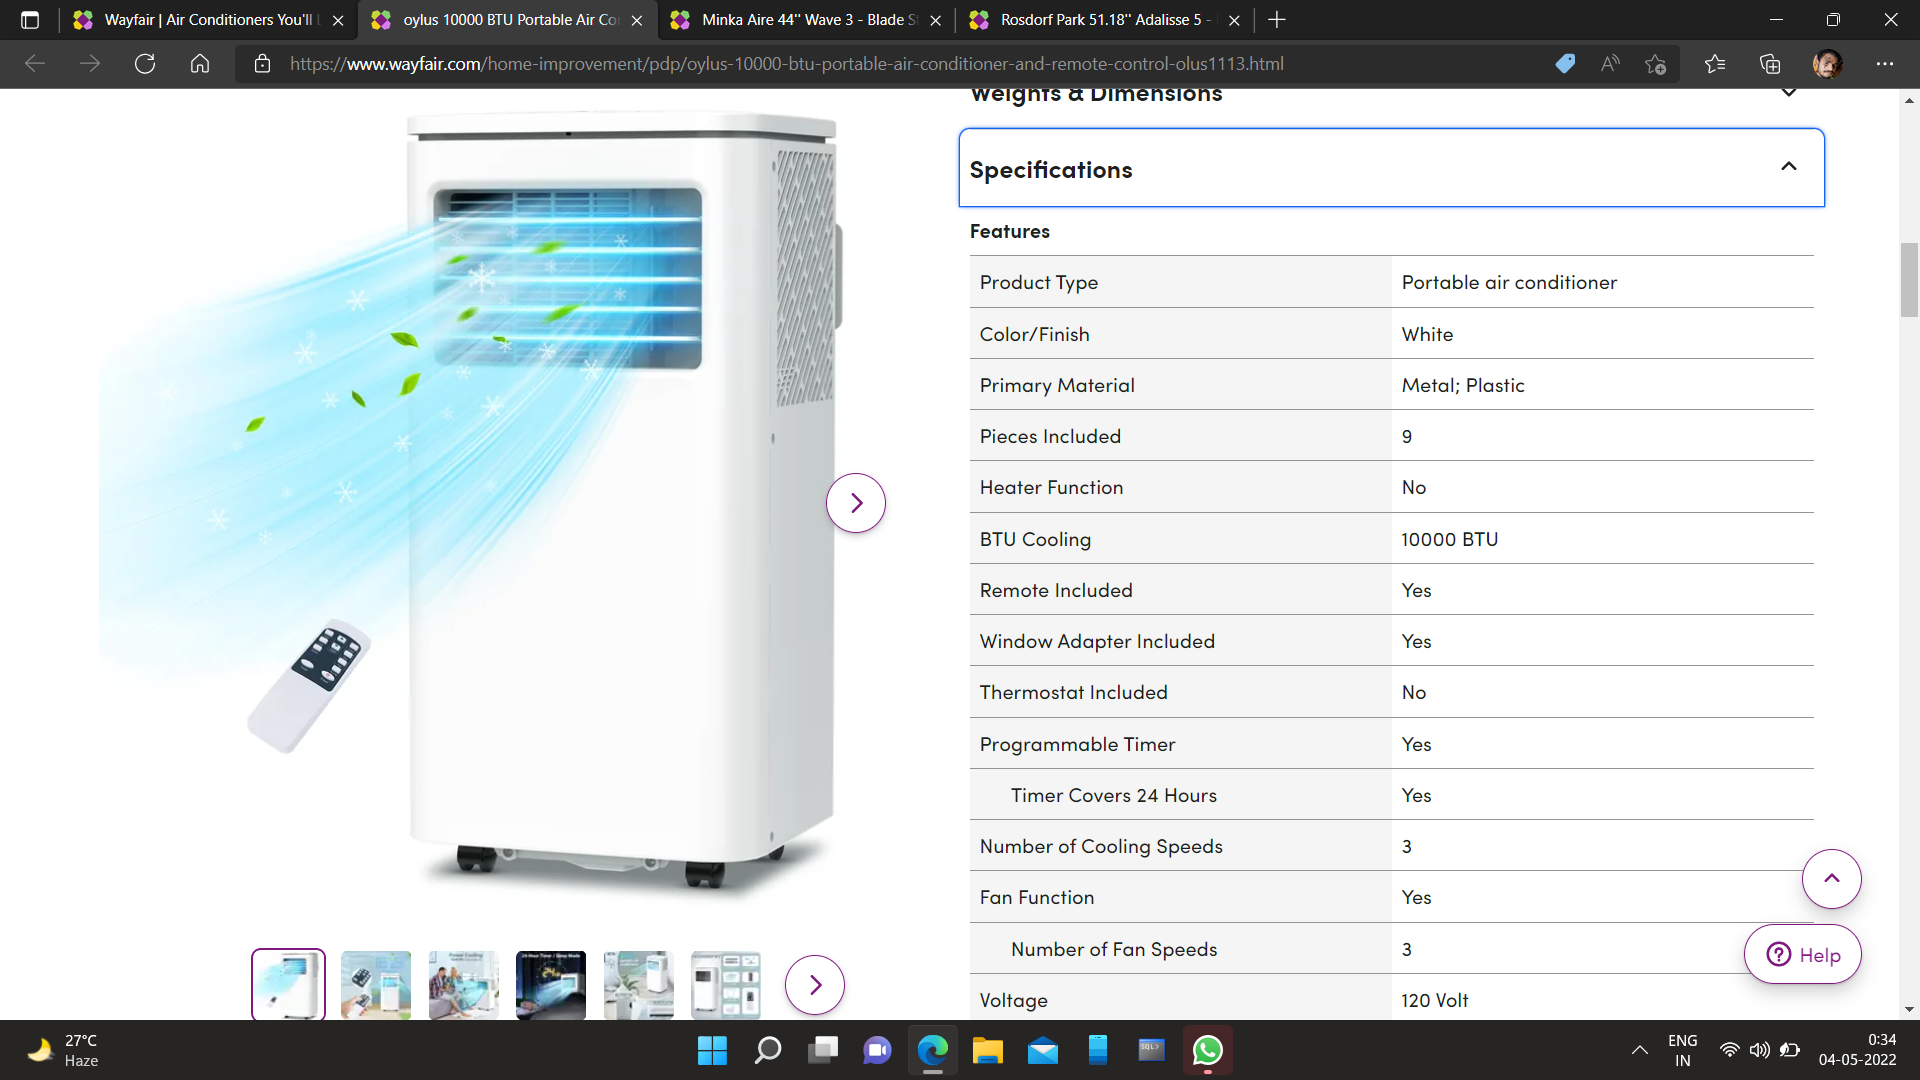 Wayfair | Air Conditioners You'll L
oylus 10000 BTU Portable Air Co
Minka Aire 44'' Wave 3 - Blade S
Rosdorf Park 51.18'' Adalisse 5 -
https://www.wayfair.com/home-improvement/pdp/oylus-10000-btu-portable-air-conditioner-and-remote-control-olus1113.html
Weights & Dimensions
Specifications
Features
Product Type Portable air conditioner
Color/Finish White
Primary Material Metal; Plastic
Pieces Included 9
Heater Function No
BTU Cooling 10000 BTU
Remote Included Yes
Window Adapter Included Yes
Thermostat Included No
Programmable Timer Yes
Timer Covers 24 Hours Yes
Number of Cooling Speeds 3
Fan Function Yes
Number of Fan Speeds 3
Voltage 120 Volt
Help
27°C
Haze
SQL>
ENG
IN
0:34
04-05-2022